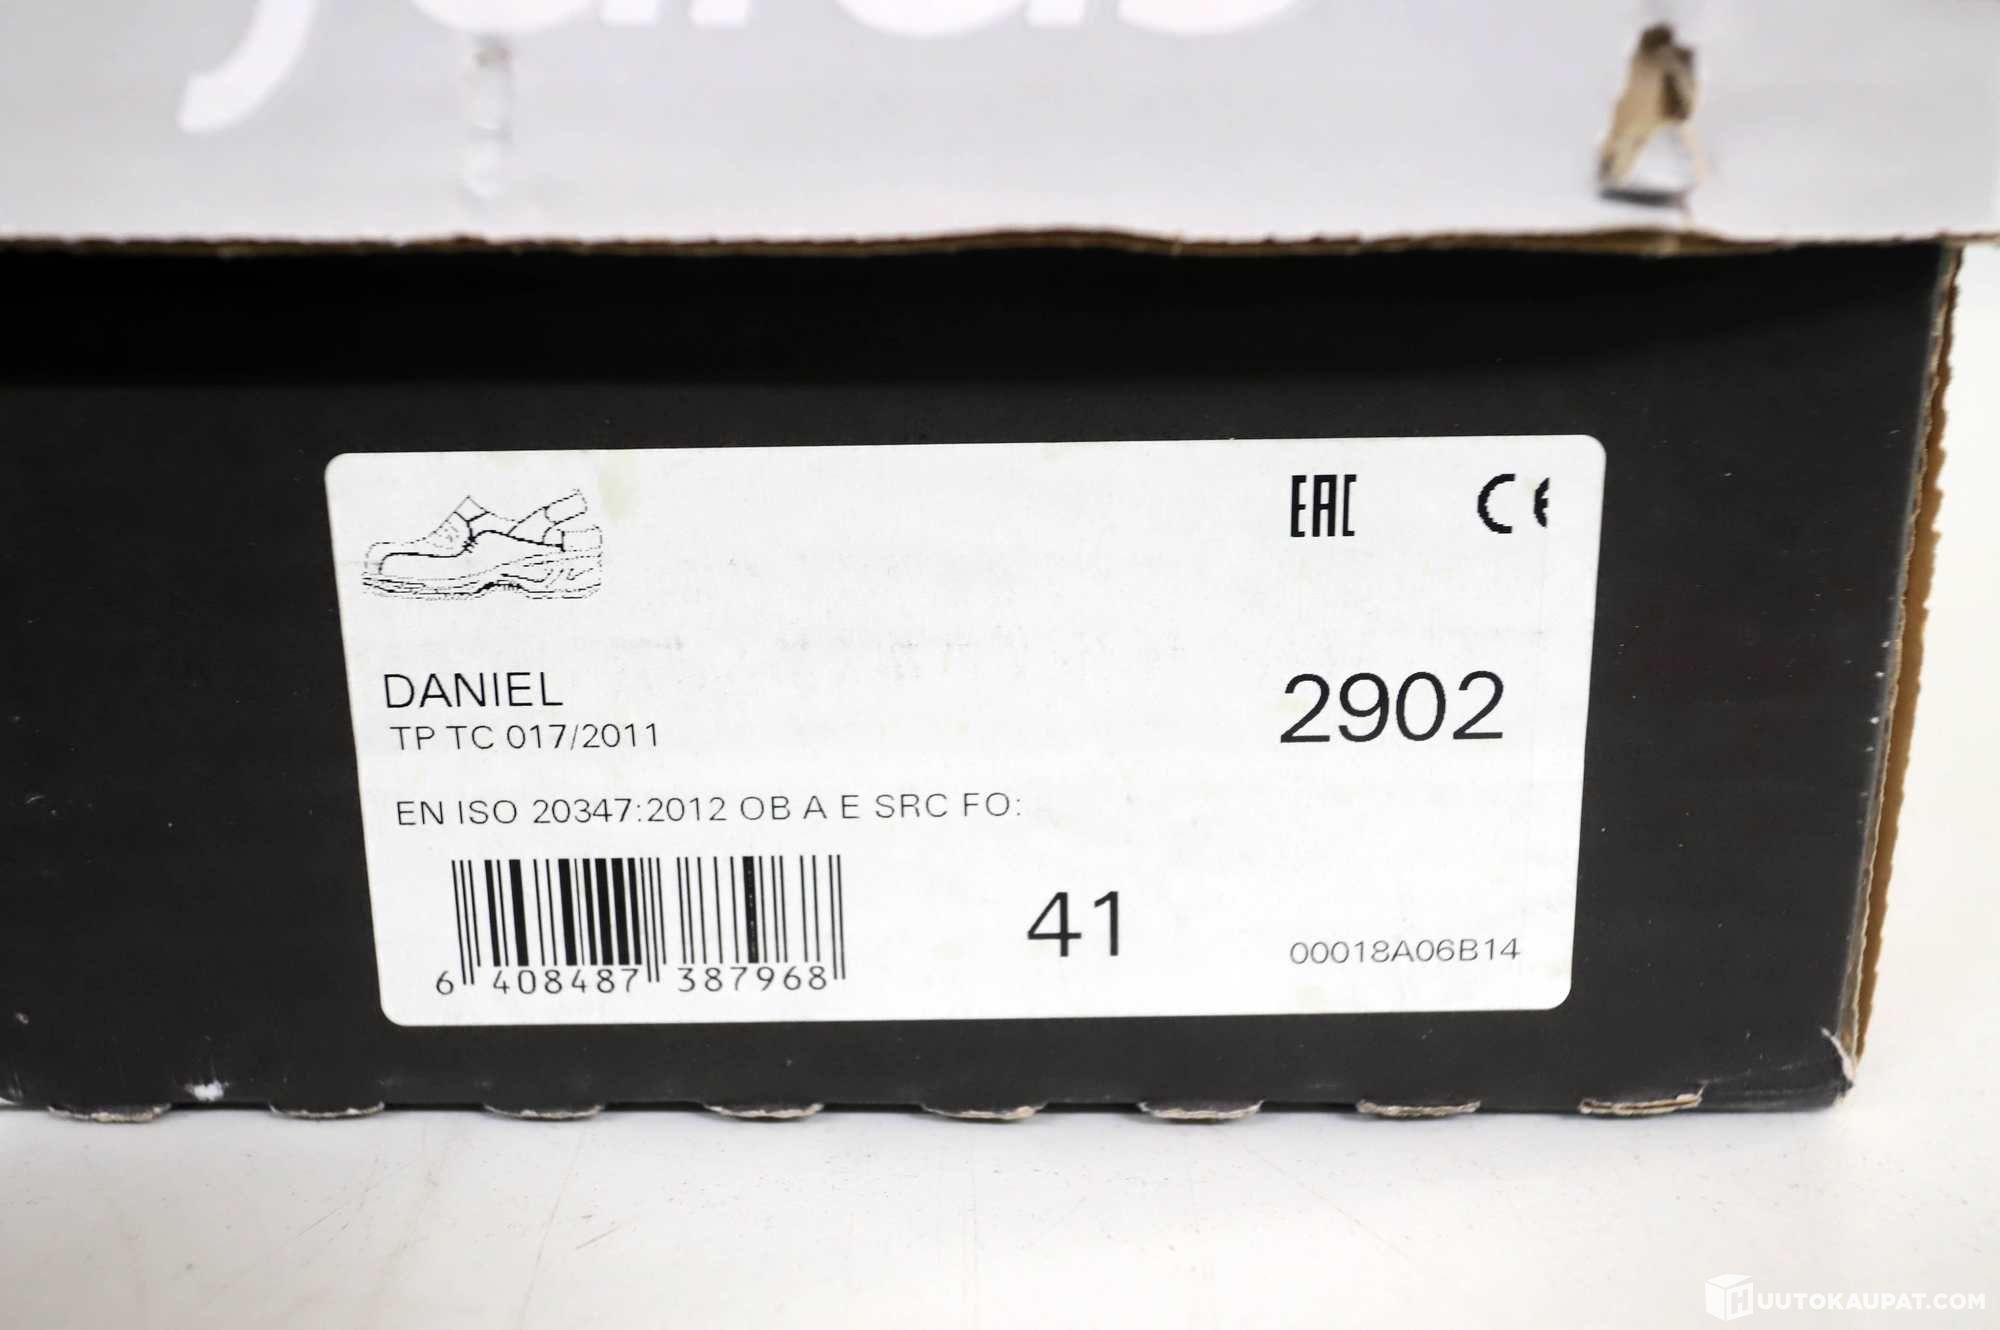 EAC CE
DANIEL
2902
TP TC 017/2011
EN ISO 20347:2012 OB A E SRC FO:
41
6 408487 387968
00018A06B14
HUUTOKAUPAT.COM